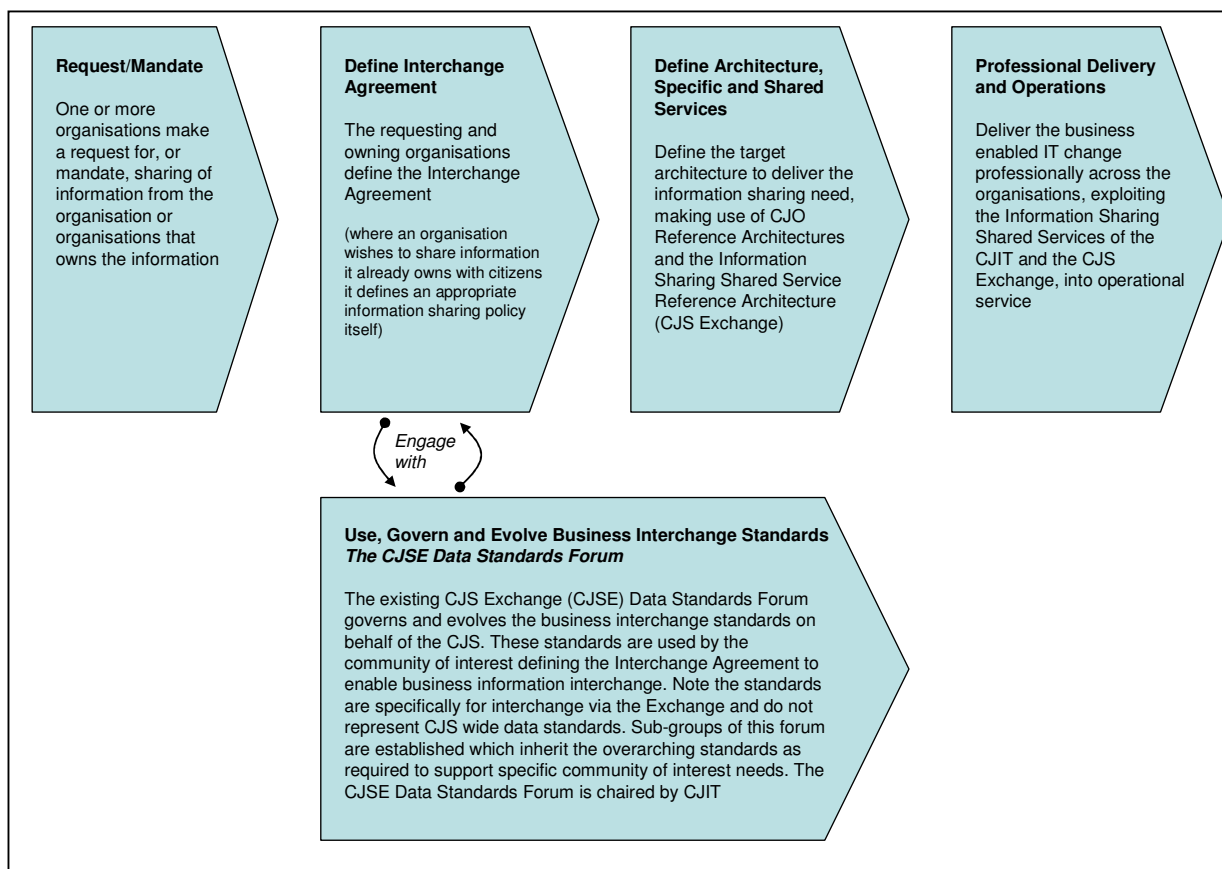 Request/Mandate
One or more
organisations make
a request for, or
mandate, sharing of
information from the
organisation or
organisations that
owns the information
Define Interchange
Agreement
The requesting and
owning organisations
define the Interchange
Agreement
(where an organisation
wishes to share information
it already owns with citizens
it defines an appropriate
information sharing policy
itself)
Define Architecture,
Specific and Shared
Services
Define the target
architecture to deliver the
information sharing need,
making use of CJO
Reference Architectures
and the Information
Sharing Shared Service
Reference Architecture
(CJS Exchange)
Professional Delivery
and Operations
Deliver the business
enabled IT change
professionally across the
organisations, exploiting
the Information Sharing
Shared Services of the
CJIT and the CJS
Exchange, into operational
service
Engage
with
Use, Govern and Evolve Business Interchange Standards
The CJSE Data Standards Forum
The existing CJS Exchange (CJSE) Data Standards Forum
governs and evolves the business interchange standards on
behalf of the CJS. These standards are used by the
community of interest defining the Interchange Agreement to
enable business information interchange. Note the standards
are specifically for interchange via the Exchange and do not
represent CJS wide data standards. Sub-groups of this forum
are established which inherit the overarching standards as
required to support specific community of interest needs. The
CJSE Data Standards Forum is chaired by CJIT